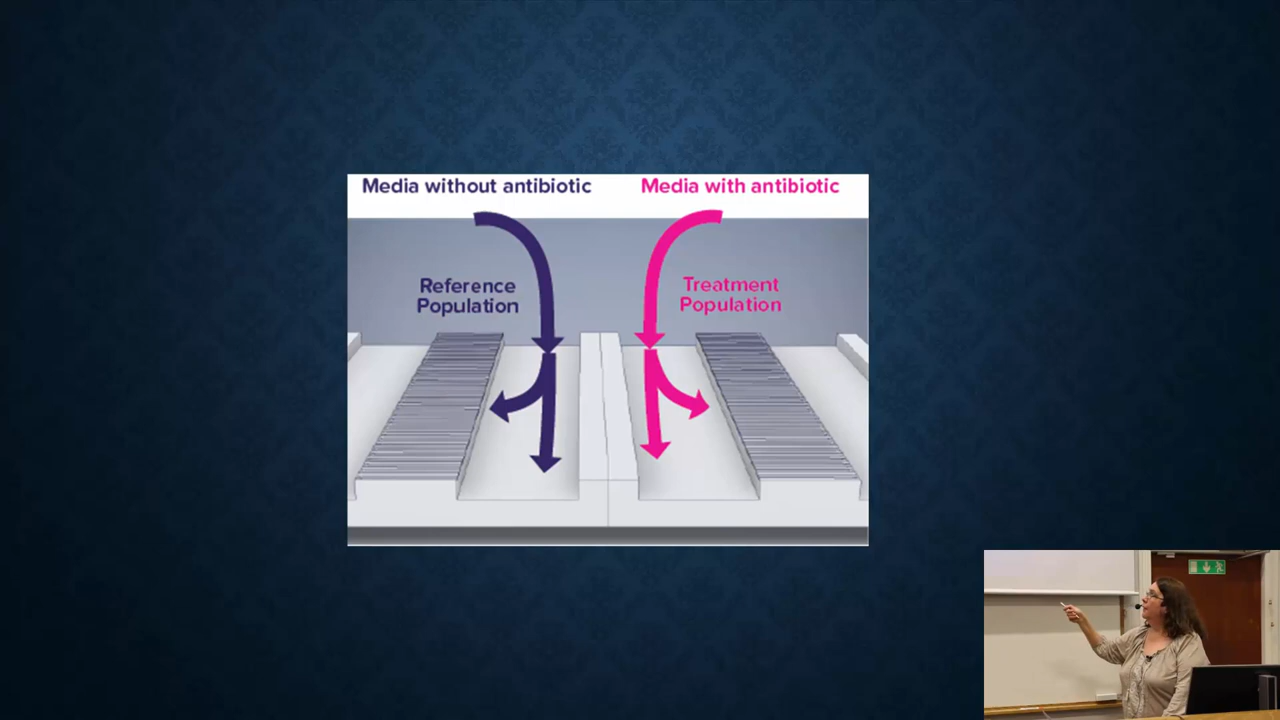 Media without antibiotic
Media with antibiotic
Reference
Population
Treatment
Population